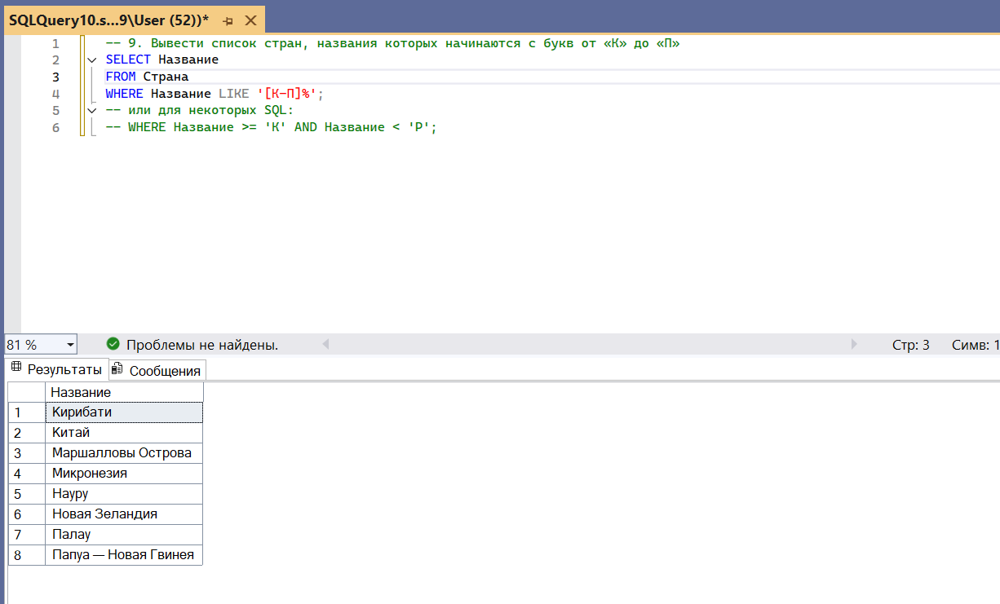 SQLQuery10.s...9\User (52))*
1 -- 9. Вывести список стран, названия которых начинаются с букв от «К» до «П»
2 SELECT Название
3 FROM Страна
4 WHERE Название LIKE '[К-П]%';
5 -- или для некоторых SQL:
6 -- WHERE Название >= 'К' AND Название < 'Р';
81 % Проблемы не найдены. Стр: 3 Симв: 1
Результаты Сообщения
Название
1 Кирибати
2 Китай
3 Маршалловы Острова
4 Микронезия
5 Науру
6 Новая Зеландия
7 Палау
8 Папуа — Новая Гвинея